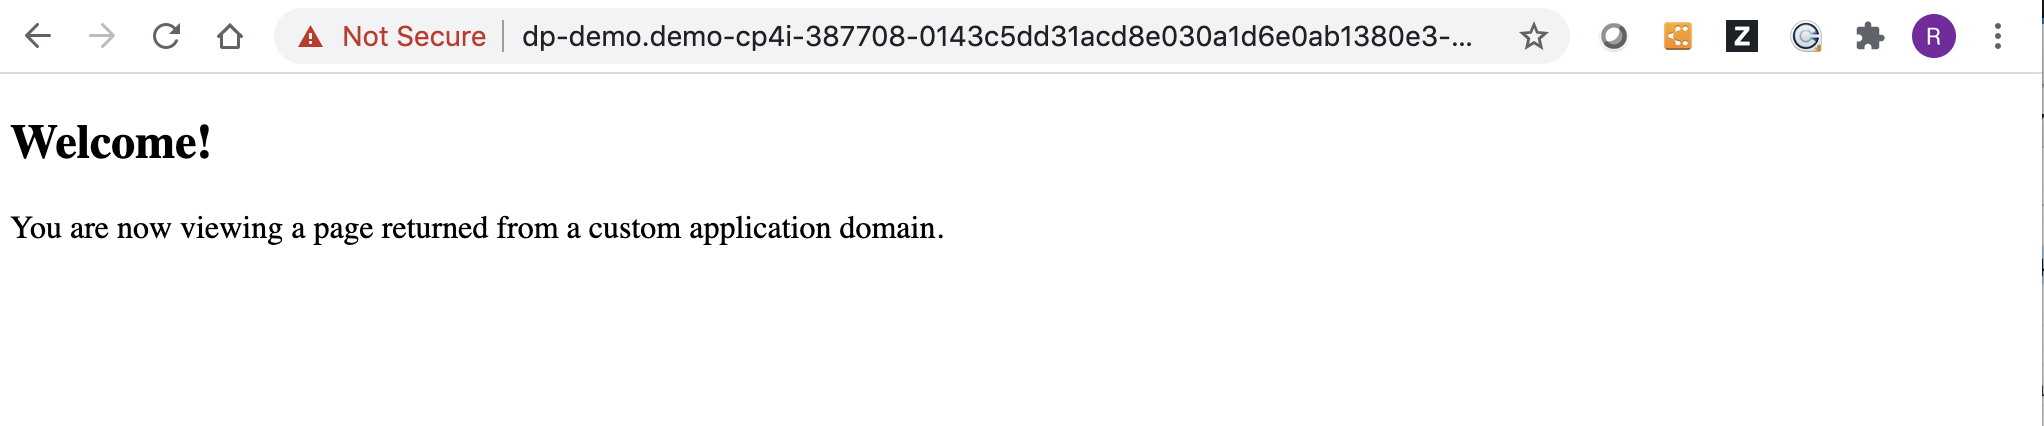 Not Secure dp-demo.demo-cp4i-387708-0143c5dd31acd8e030a1d6e0ab1380e3-...
Z C R
Welcome!
You are now viewing a page returned from a custom application domain.